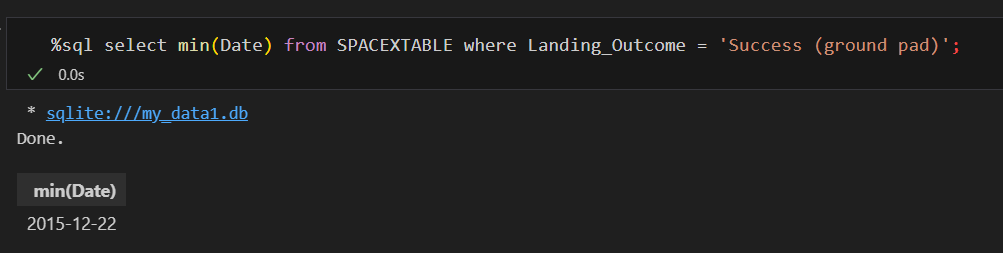 %sql select min(Date) from SPACEXTABLE where Landing_Outcome = 'Success (ground pad)';
0.0s
* sqlite:///my_data1.db
Done.
min(Date)
2015-12-22